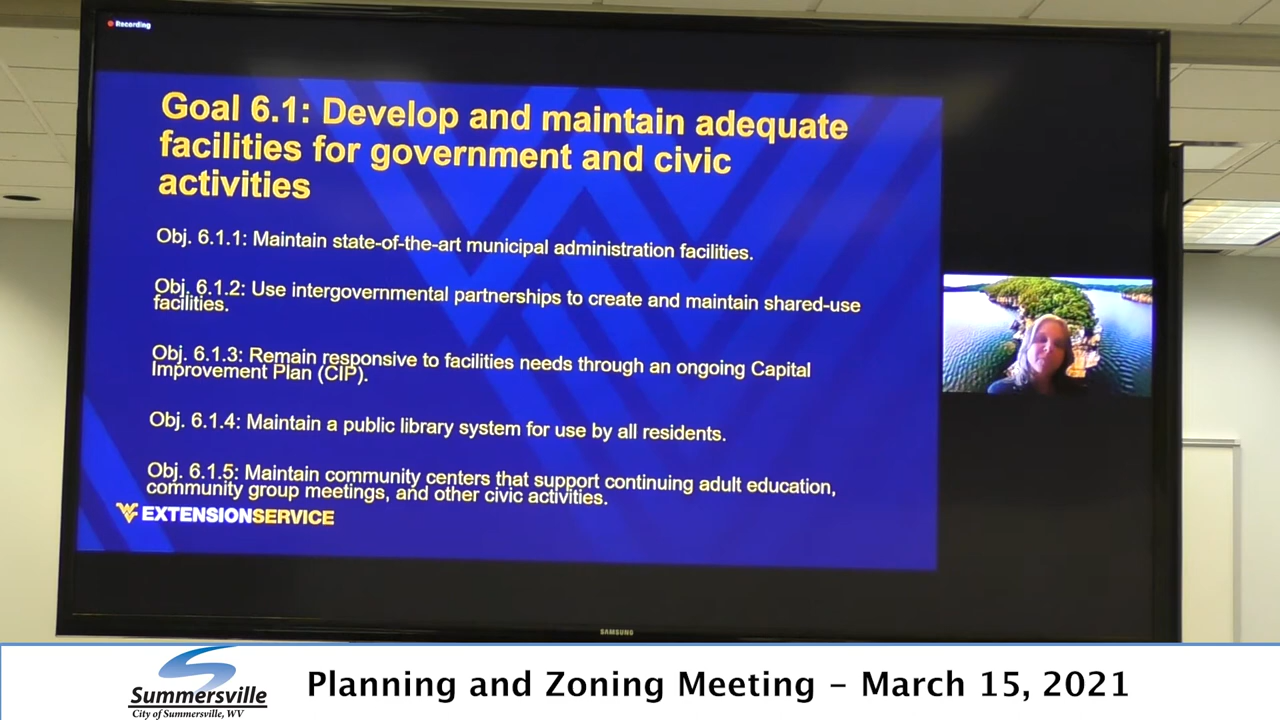 Recording
Goal 6.1: Develop and maintain adequate
facilities for government and civic
activities
Obj. 6.1.1: Maintain state-of-the-art municipal administration facilities.
Obj. 6.1.2: Use intergovernmental partnerships to create and maintain shared-use
facilities.
Obj. 6.1.3: Remain responsive to facilities needs through an ongoing Capital
Improvement Plan (CIP).
Obj. 6.1.4: Maintain a public library system for use by all residents.
Obj. 6.1.5: Maintain community centers that support continuing adult education,
community group meetings, and other civic activities.
WV EXTENSIONSERVICE
SAMSUNG
Summersville
City of Summersville, WV
Planning and Zoning Meeting – March 15, 2021